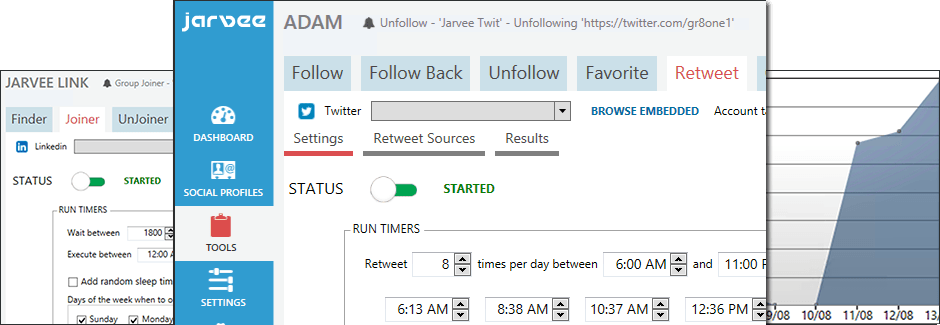 JARVEE LINK Group Joiner -
Finder Joiner UnJoiner
Linkedin
STATUS STARTED
RUN TIMERS
Wait between 1800
Execute between 12:00
Add random sleep tim
Days of the week when to o
Sunday Monday
jarvee
DASHBOARD
SOCIAL PROFILES
TOOLS
SETTINGS
ADAM Unfollow - 'Jarvee Twit' - Unfollowing 'https://twitter.com/gr8one1'
Follow Follow Back Unfollow Favorite Retweet
Twitter BROWSE EMBEDDED Account t
Settings Retweet Sources Results
STATUS STARTED
RUN TIMERS
Retweet 8 times per day between 6:00 AM and 11:00
6:13 AM 8:38 AM 10:37 AM 12:36 PM
9/08 10/08 11/08 12/08 13/